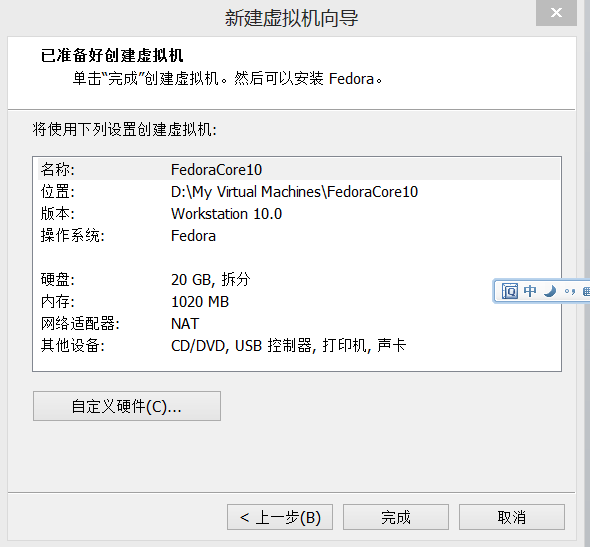 新建虚拟机向导
已准备好创建虚拟机
单击“完成”创建虚拟机。然后可以安装 Fedora。
将使用下列设置创建虚拟机:
名称: FedoraCore10
位置: D:\My Virtual Machines\FedoraCore10
版本: Workstation 10.0
操作系统: Fedora
硬盘: 20 GB, 拆分
内存: 1020 MB
网络适配器: NAT
其他设备: CD/DVD, USB 控制器, 打印机, 声卡
中
自定义硬件(C)...
< 上一步(B) 完成 取消